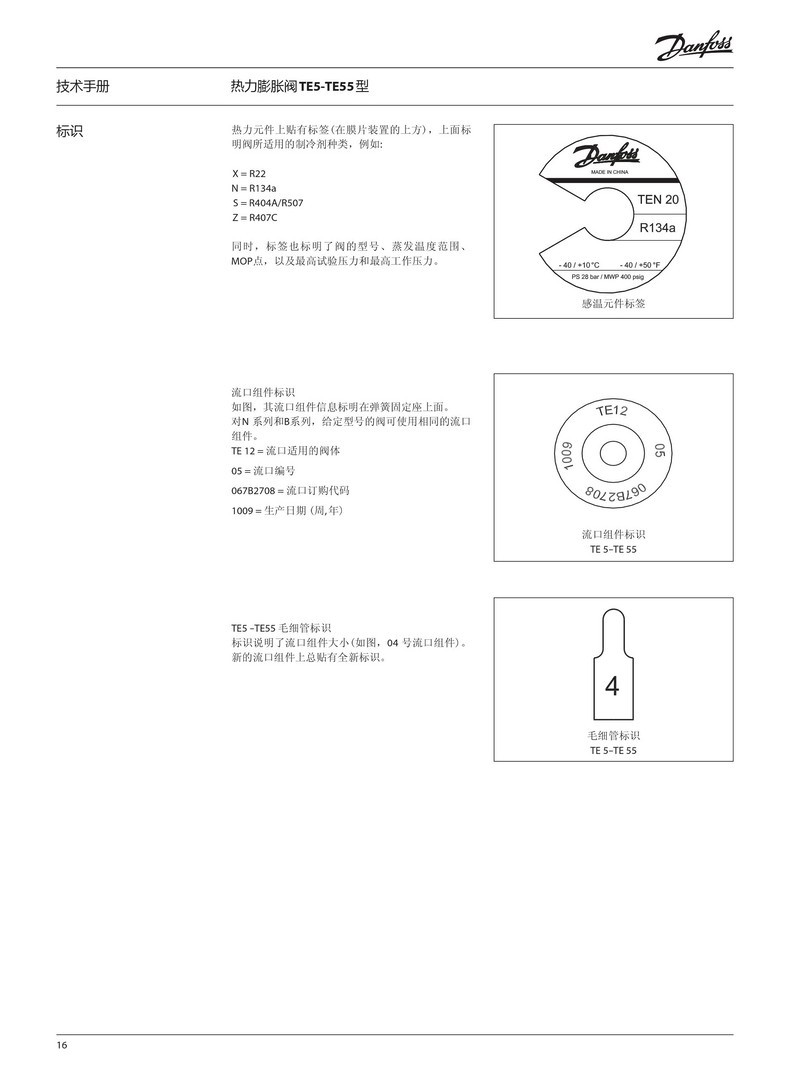 Danfoss
技术手册
热力膨胀阀 TE5-TE55 型
标识
热力元件上贴有标签(在膜片装置的上方)，上面标
明阀所适用的制冷剂种类，例如:
X = R22
N = R134a
S = R404A/R507
Z = R407C
同时，标签也标明了阀的型号、蒸发温度范围、
MOP点，以及最高试验压力和最高工作压力。
Danfoss
MADE IN CHINA
TEN 20
R134a
- 40 / +10 °C - 40 / +50 °F
PS 28 bar / MWP 400 psig
感温元件标签
流口组件标识
如图，其流口组件信息标明在弹簧固定座上面。
对N 系列和B系列，给定型号的阀可使用相同的流口
组件。
TE 12 = 流口适用的阀体
05 = 流口编号
067B2708 = 流口订购代码
1009 = 生产日期 (周,年)
TE12
05
067B2708
1009
流口组件标识
TE 5–TE 55
TE5 –TE55 毛细管标识
标识说明了流口组件大小(如图，04 号流口组件)。
新的流口组件上总贴有全新标识。
4
毛细管标识
TE 5–TE 55
16